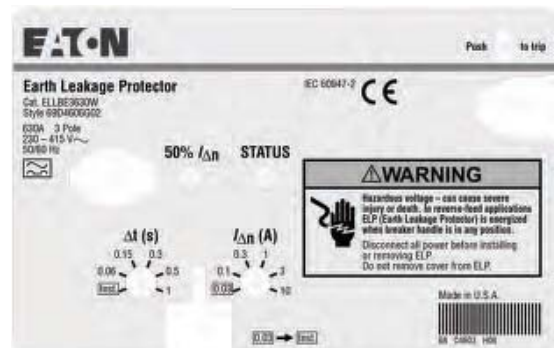 EATON
Push to trip
Earth Leakage Protector
Cat. ELLBE3630W
Style 69D4606G02
630A 3 Pole
230 – 415 V~
50/60 Hz
IEC 60947-2 CE
50% IΔn STATUS
⚠WARNING
Hazardous voltage – can cause severe
injury or death. In reverse-feed applications
ELP (Earth Leakage Protector) is energized
when breaker handle is in any position.
Disconnect all power before installing
or removing ELP.
Do not remove cover from ELP.
Δt (s)
0.15 0.3
0.06 0.5
Inst. 1
IΔn (A)
0.3 1
0.1 3
0.03 10
0.03 → Inst.
Made in U.S.A.